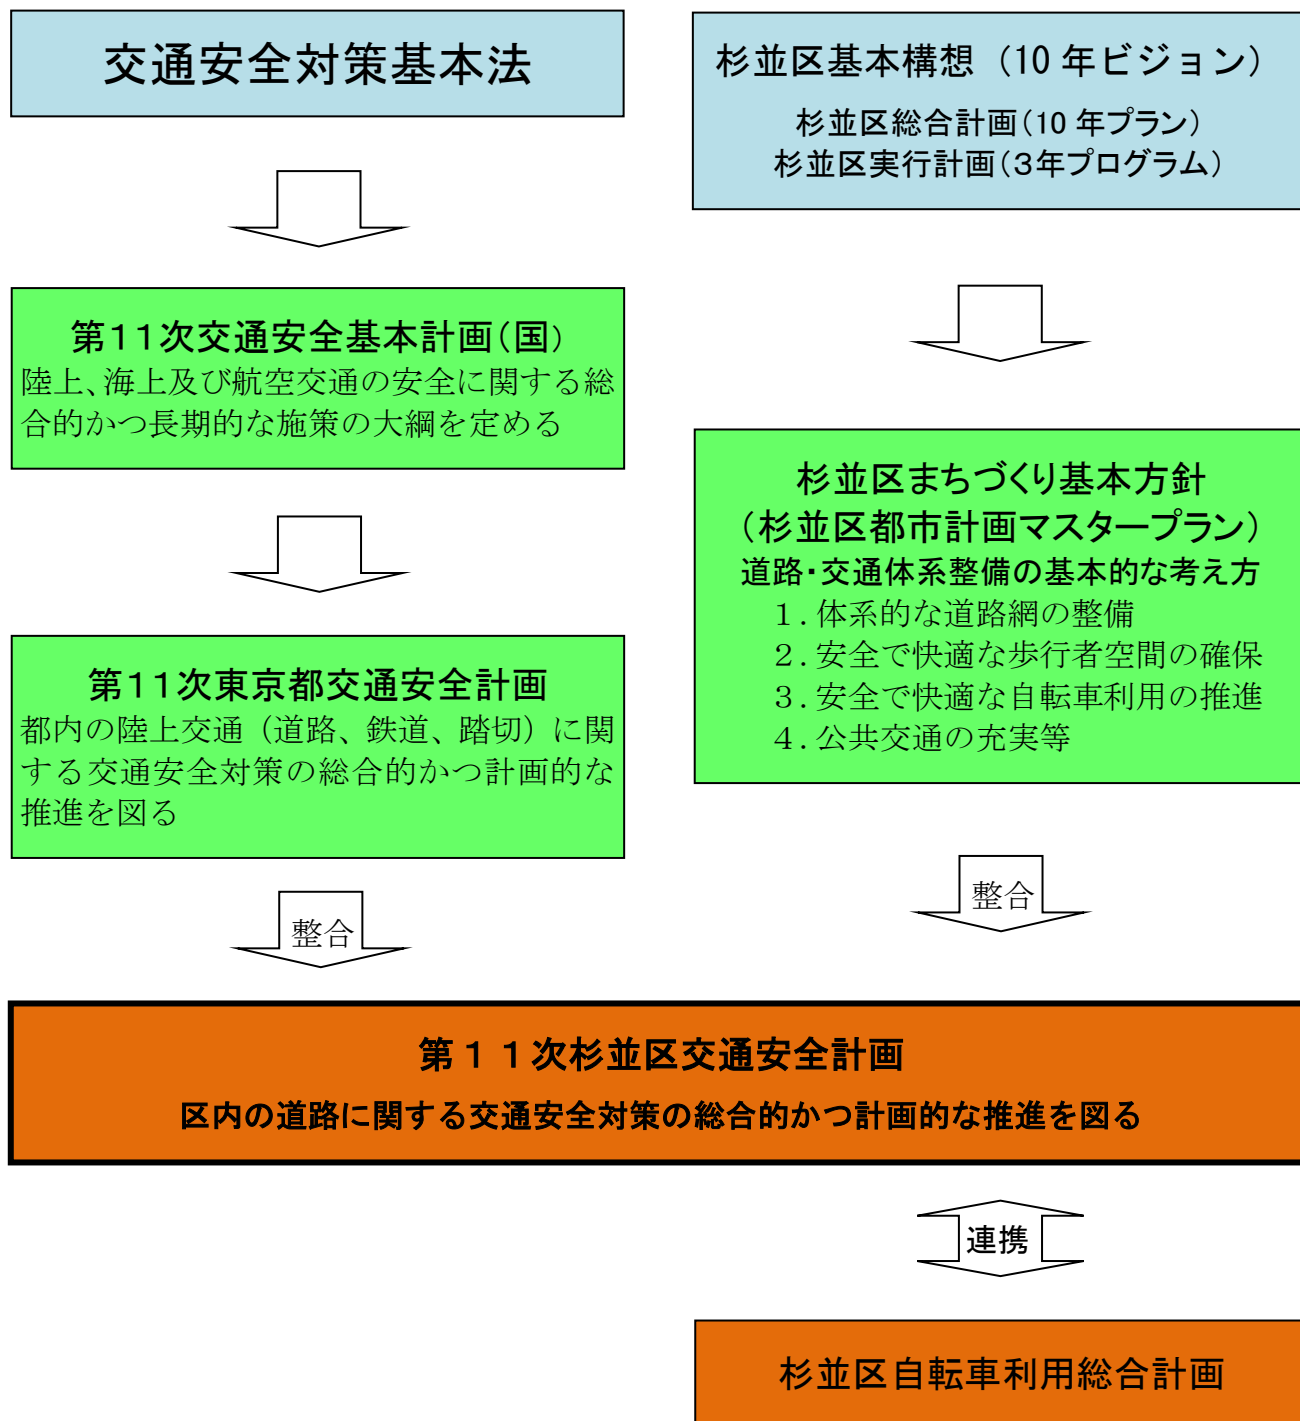 交通安全対策基本法
第11次交通安全基本計画(国)
陸上、海上及び航空交通の安全に関する総
合的かつ長期的な施策の大綱を定める
第11次東京都交通安全計画
都内の陸上交通（道路、鉄道、踏切）に関
する交通安全対策の総合的かつ計画的な
推進を図る
整合
杉並区基本構想（10年ビジョン）
杉並区総合計画(10年プラン)
杉並区実行計画(3年プログラム)
杉並区まちづくり基本方針
（杉並区都市計画マスタープラン）
道路・交通体系整備の基本的な考え方
１．体系的な道路網の整備
２．安全で快適な歩行者空間の確保
３．安全で快適な自転車利用の推進
４．公共交通の充実等
整合
第１１次杉並区交通安全計画
区内の道路に関する交通安全対策の総合的かつ計画的な推進を図る
連携
杉並区自転車利用総合計画